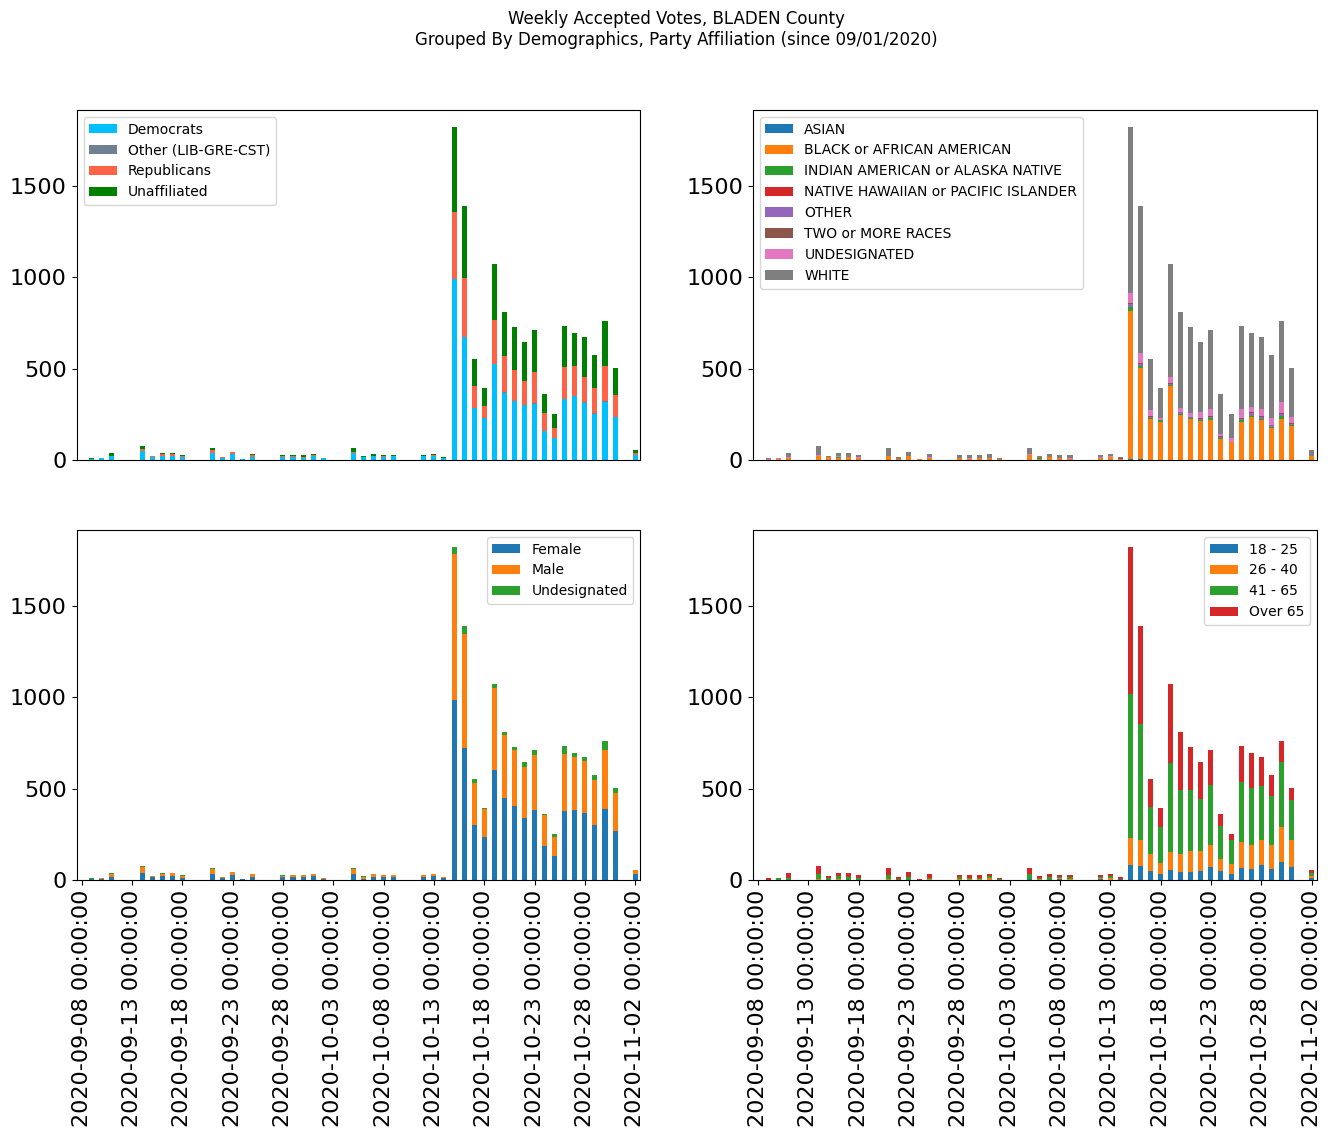 Weekly Accepted Votes, BLADEN County
Grouped By Demographics, Party Affiliation (since 09/01/2020)
Democrats
Other (LIB-GRE-CST)
Republicans
Unaffiliated
1500
1000
500
0
ASIAN
BLACK or AFRICAN AMERICAN
INDIAN AMERICAN or ALASKA NATIVE
NATIVE HAWAIIAN or PACIFIC ISLANDER
OTHER
TWO or MORE RACES
UNDESIGNATED
WHITE
1500
1000
500
0
Female
Male
Undesignated
1500
1000
500
0
2020-09-08 00:00:00
2020-09-13 00:00:00
2020-09-18 00:00:00
2020-09-23 00:00:00
2020-09-28 00:00:00
2020-10-03 00:00:00
2020-10-08 00:00:00
2020-10-13 00:00:00
2020-10-18 00:00:00
2020-10-23 00:00:00
2020-10-28 00:00:00
2020-11-02 00:00:00
18 - 25
26 - 40
41 - 65
Over 65
1500
1000
500
0
2020-09-08 00:00:00
2020-09-13 00:00:00
2020-09-18 00:00:00
2020-09-23 00:00:00
2020-09-28 00:00:00
2020-10-03 00:00:00
2020-10-08 00:00:00
2020-10-13 00:00:00
2020-10-18 00:00:00
2020-10-23 00:00:00
2020-10-28 00:00:00
2020-11-02 00:00:00